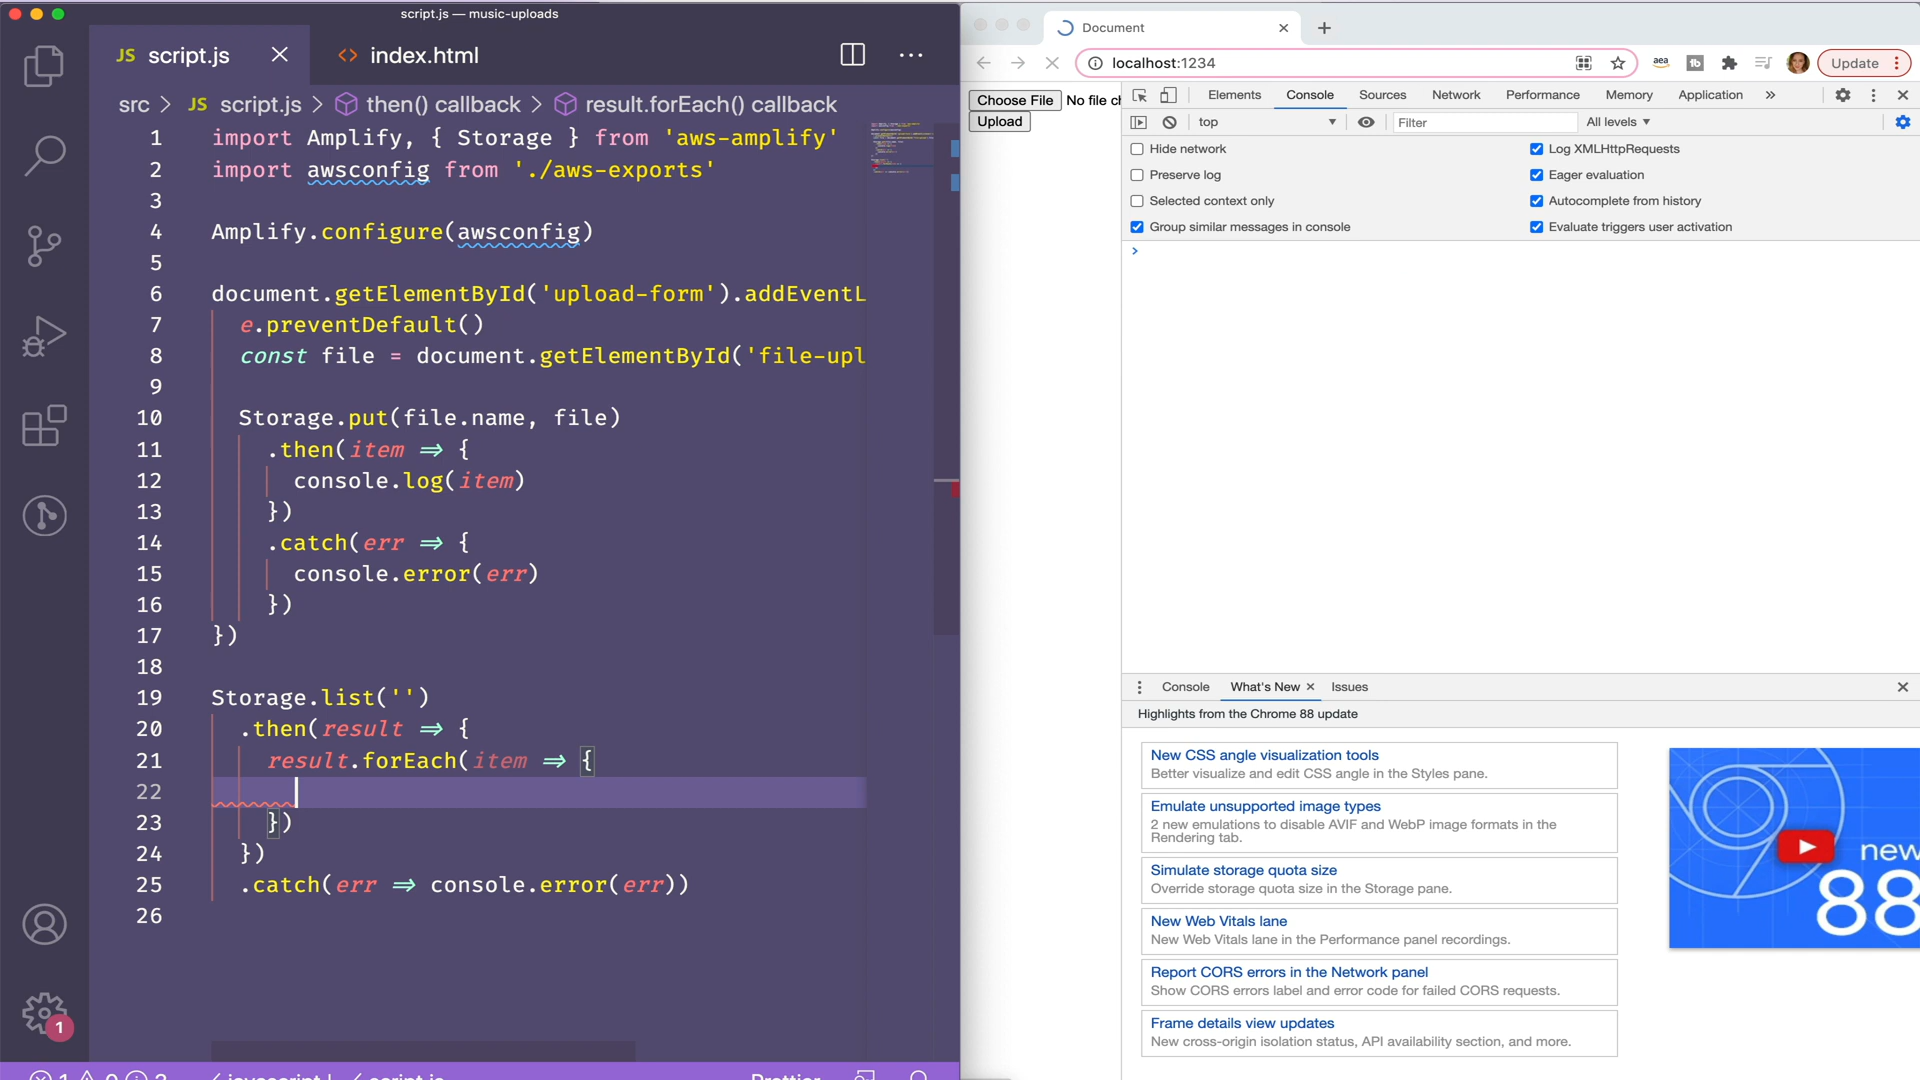 script.js — music-uploads
JS script.js
<> index.html
src > JS script.js > then() callback > result.forEach() callback
1 import Amplify, { Storage } from 'aws-amplify'
2 import awsconfig from './aws-exports'
3
4 Amplify.configure(awsconfig)
5
6 document.getElementById('upload-form').addEventL
7 e.preventDefault()
8 const file = document.getElementById('file-upl
9
10 Storage.put(file.name, file)
11 .then(item ⇒ {
12 console.log(item)
13 })
14 .catch(err ⇒ {
15 console.error(err)
16 })
17 })
18
19 Storage.list('')
20 .then(result ⇒ {
21 result.forEach(item ⇒ {
22
23 })
24 })
25 .catch(err ⇒ console.error(err))
26
1
Document
localhost:1234
aea
Update
Choose File No file ch
Upload
Elements Console Sources Network Performance Memory Application »
top
Filter
All levels
Hide network
Log XMLHttpRequests
Preserve log
Eager evaluation
Selected context only
Autocomplete from history
Group similar messages in console
Evaluate triggers user activation
>
Console What's New Issues
Highlights from the Chrome 88 update
New CSS angle visualization tools
Better visualize and edit CSS angle in the Styles pane.
Emulate unsupported image types
2 new emulations to disable AVIF and WebP image formats in the
Rendering tab.
Simulate storage quota size
Override storage quota size in the Storage pane.
New Web Vitals lane
New Web Vitals lane in the Performance panel recordings.
Report CORS errors in the Network panel
Show CORS errors label and error code for failed CORS requests.
Frame details view updates
New cross-origin isolation status, API availability section, and more.
new
88